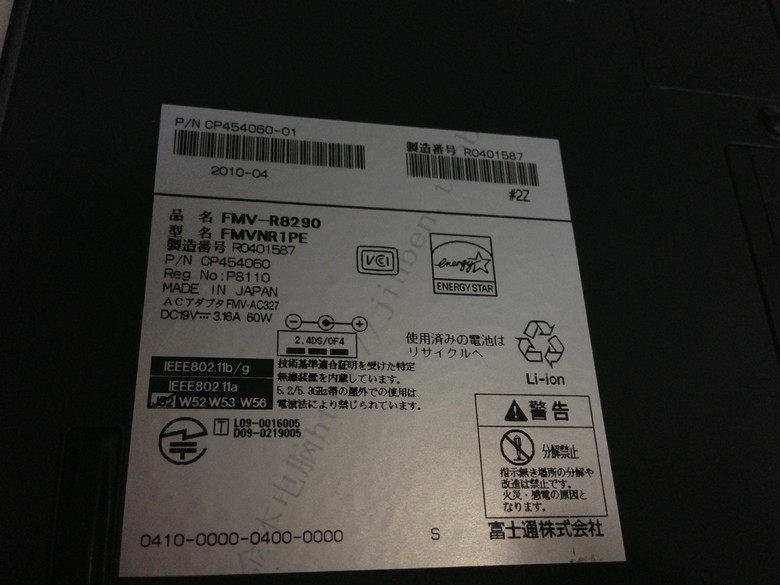 P/N CP454060-01
製造番号 R0401587
2010-04
#2Z
品 名 FMV-R8290
型 名 FMVNR1PE
製造番号 R0401587
P/N CP454060
Reg No:P8110
MADE IN JAPAN
ACアダプタ FMV-AC327
DC19V 3.16A 60W
VCI
energy
ENERGY STAR
2.4DS/OF4
使用済みの電池は
リサイクルへ
Li-ion
IEEE802.11b/g
IEEE802.11a
J52 W52 W53 W56
技術基準適合証明を受けた特定
無線装置を内蔵しています。
5.2/5.3GHz帯の屋外での使用は、
電波法により禁じられています。
T L09-0016005
D09-0219005
警告
分解禁止
指示無き場所の分解や
改造は禁止です。
火災・感電の原因と
なります。
0410-0000-0400-0000
S
富士通株式会社